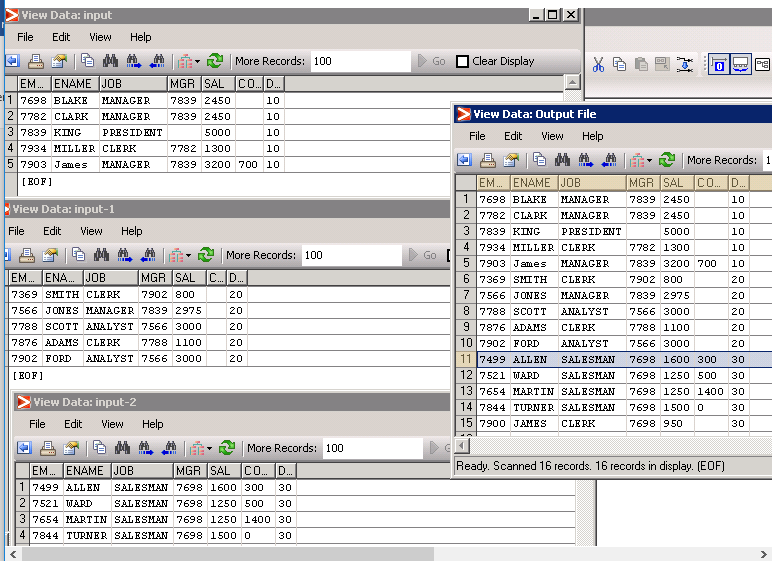 View Data: input
File Edit View Help
More Records: 100 Go Clear Display
EM... ENAME JOB MGR SAL CO... D...
1 7698 BLAKE MANAGER 7839 2450 10
2 7782 CLARK MANAGER 7839 2450 10
3 7839 KING PRESIDENT 5000 10
4 7934 MILLER CLERK 7782 1300 10
5 7903 James MANAGER 7839 3200 700 10
[EOF]
View Data: input-1
File Edit View Help
More Records: 100 Go
EM... ENA... JOB MGR SAL C... D...
7369 SMITH CLERK 7902 800 20
7566 JONES MANAGER 7839 2975 20
7788 SCOTT ANALYST 7566 3000 20
7876 ADAMS CLERK 7788 1100 20
7902 FORD ANALYST 7566 3000 20
[EOF]
View Data: input-2
File Edit View Help
More Records: 100
EM... ENAME JOB MGR SAL CO... D...
1 7499 ALLEN SALESMAN 7698 1600 300 30
2 7521 WARD SALESMAN 7698 1250 500 30
3 7654 MARTIN SALESMAN 7698 1250 1400 30
4 7844 TURNER SALESMAN 7698 1500 0 30
View Data: Output File
File Edit View Help
More Records: 1
EM... ENAME JOB MGR SAL CO... D...
1 7698 BLAKE MANAGER 7839 2450 10
2 7782 CLARK MANAGER 7839 2450 10
3 7839 KING PRESIDENT 5000 10
4 7934 MILLER CLERK 7782 1300 10
5 7903 James MANAGER 7839 3200 700 10
6 7369 SMITH CLERK 7902 800 20
7 7566 JONES MANAGER 7839 2975 20
8 7788 SCOTT ANALYST 7566 3000 20
9 7876 ADAMS CLERK 7788 1100 20
10 7902 FORD ANALYST 7566 3000 20
11 7499 ALLEN SALESMAN 7698 1600 300 30
12 7521 WARD SALESMAN 7698 1250 500 30
13 7654 MARTIN SALESMAN 7698 1250 1400 30
14 7844 TURNER SALESMAN 7698 1500 0 30
15 7900 JAMES CLERK 7698 950 30
Ready. Scanned 16 records. 16 records in display. (EOF)